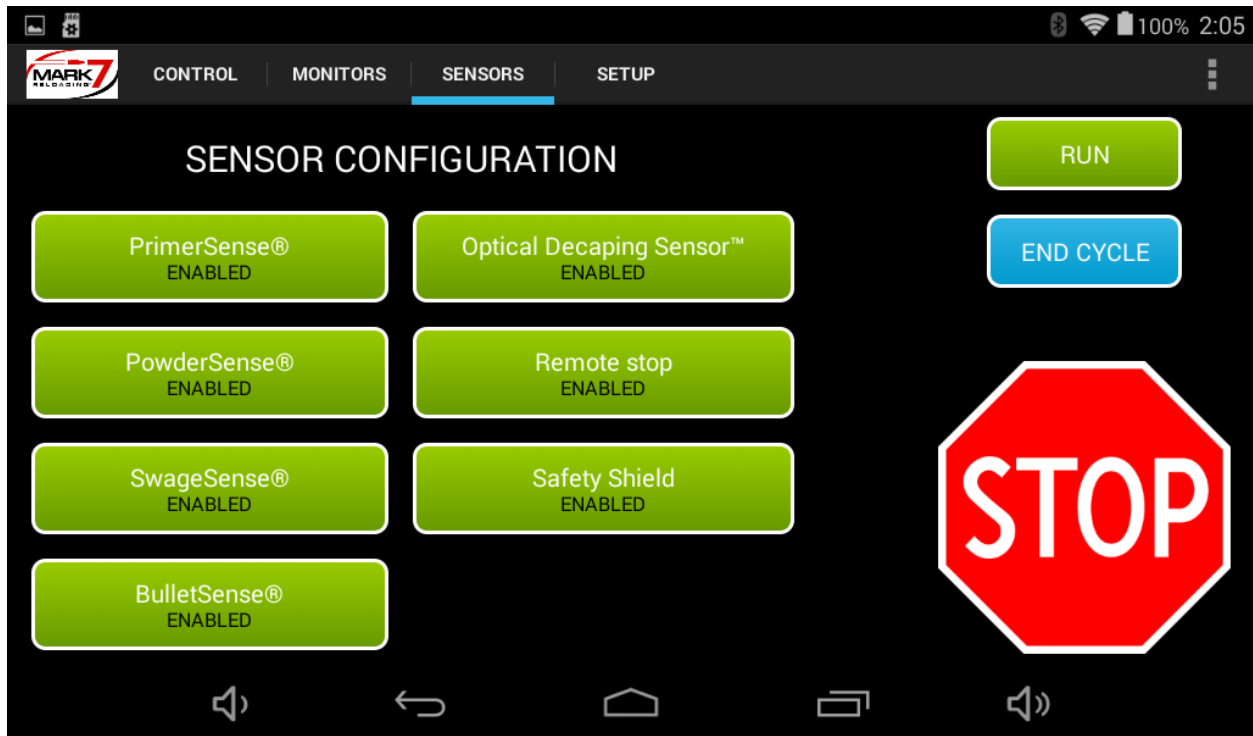 100% 2:05
MARK 7
RELOADING
CONTROL
MONITORS
SENSORS
SETUP
SENSOR CONFIGURATION
RUN
PrimerSense®
ENABLED
Optical Decaping Sensor™
ENABLED
END CYCLE
PowderSense®
ENABLED
Remote stop
ENABLED
SwageSense®
ENABLED
Safety Shield
ENABLED
STOP
BulletSense®
ENABLED